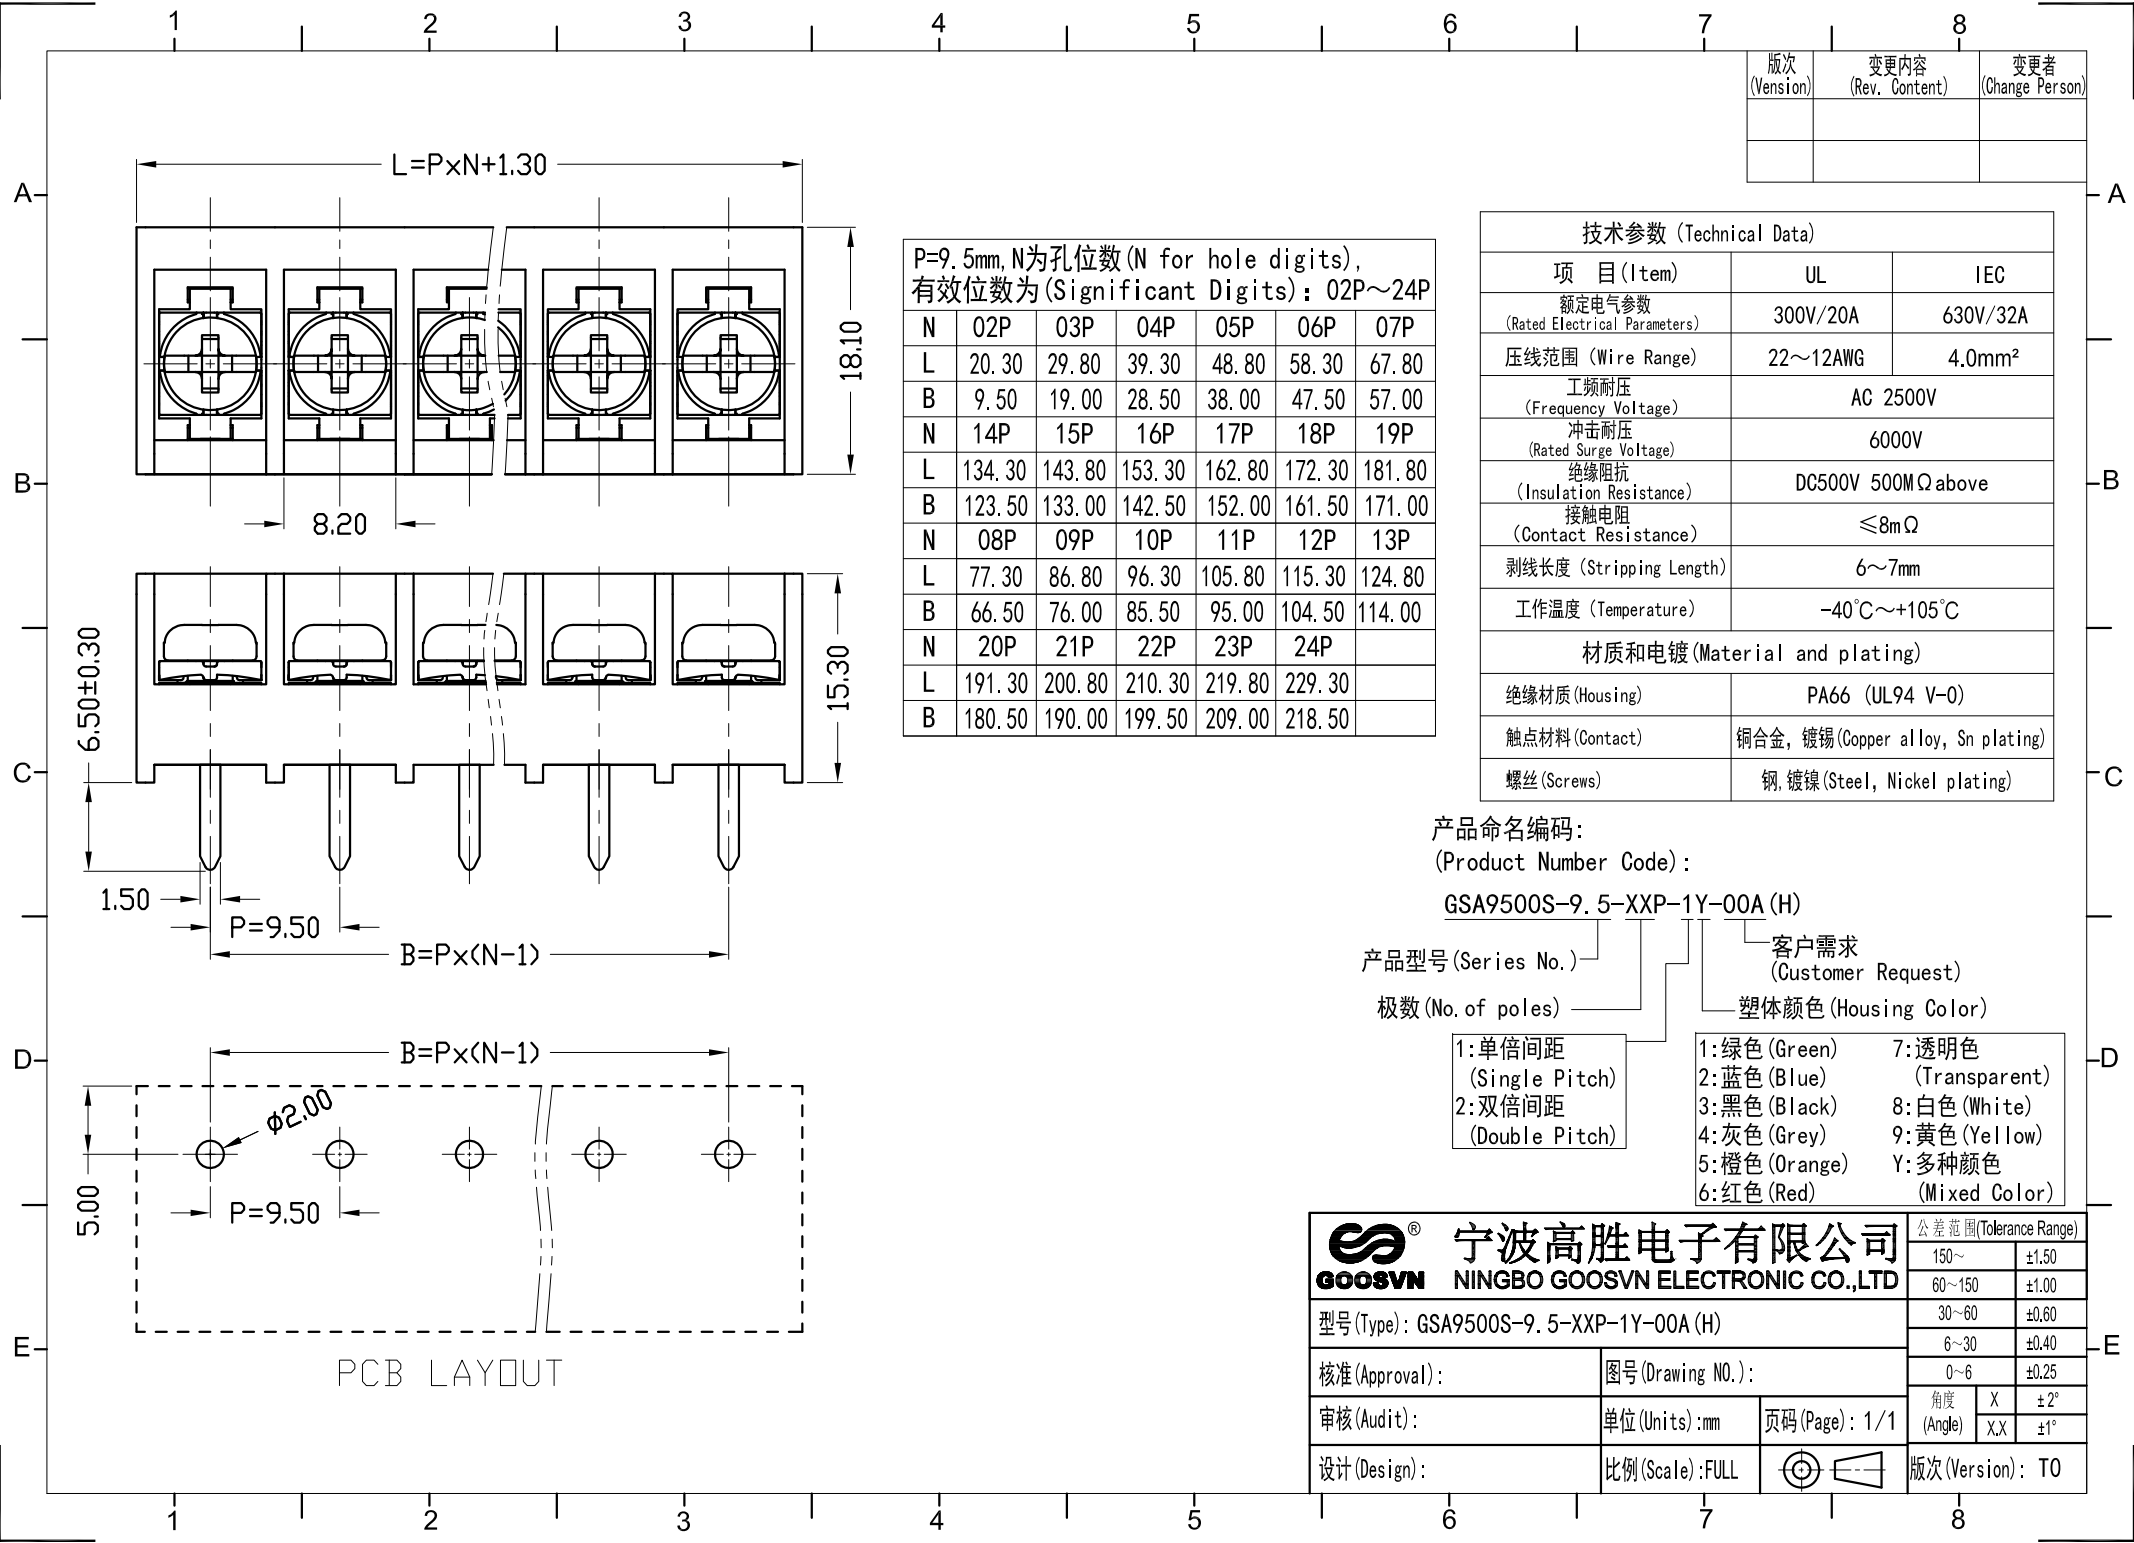 1 2 3 4 5 6 7 8
版次 变更内容 变更者
(Vension) (Rev. Content) (Change Person)
A
B
C
D
E
A
B
C
D
E
L=PxN+1.30
18.10
8.20
6.50±0.30
15.30
1.50
P=9.50
B=Px(N-1)
B=Px(N-1)
ø2.00
5.00
P=9.50
PCB LAYOUT
P=9.5mm,N为孔位数(N for hole digits),
有效位数为(Significant Digits): 02P～24P
N 02P 03P 04P 05P 06P 07P
L 20.30 29.80 39.30 48.80 58.30 67.80
B 9.50 19.00 28.50 38.00 47.50 57.00
N 14P 15P 16P 17P 18P 19P
L 134.30 143.80 153.30 162.80 172.30 181.80
B 123.50 133.00 142.50 152.00 161.50 171.00
N 08P 09P 10P 11P 12P 13P
L 77.30 86.80 96.30 105.80 115.30 124.80
B 66.50 76.00 85.50 95.00 104.50 114.00
N 20P 21P 22P 23P 24P
L 191.30 200.80 210.30 219.80 229.30
B 180.50 190.00 199.50 209.00 218.50
技术参数 (Technical Data)
项 目(Item) UL IEC
额定电气参数
(Rated Electrical Parameters) 300V/20A 630V/32A
压线范围 (Wire Range) 22～12AWG 4.0mm²
工频耐压
(Frequency Voltage) AC 2500V
冲击耐压
(Rated Surge Voltage) 6000V
绝缘阻抗
(Insulation Resistance) DC500V 500MΩabove
接触电阻
(Contact Resistance) ≤8mΩ
剥线长度 (Stripping Length) 6～7mm
工作温度 (Temperature) -40℃～+105℃
材质和电镀(Material and plating)
绝缘材质(Housing) PA66 (UL94 V-0)
触点材料(Contact) 铜合金, 镀锡(Copper alloy, Sn plating)
螺丝(Screws) 钢,镀镍(Steel, Nickel plating)
产品命名编码:
(Product Number Code):
GSA9500S-9.5-XXP-1Y-00A(H)
产品型号(Series No.)
极数(No.of poles)
客户需求
(Customer Request)
塑体颜色(Housing Color)
1:单倍间距
(Single Pitch)
2:双倍间距
(Double Pitch)
1:绿色(Green) 7:透明色
2:蓝色(Blue) (Transparent)
3:黑色(Black) 8:白色(White)
4:灰色(Grey) 9:黄色(Yellow)
5:橙色(Orange) Y:多种颜色
6:红色(Red) (Mixed Color)
GOOSVN ®
宁波高胜电子有限公司
NINGBO GOOSVN ELECTRONIC CO.,LTD
型号(Type): GSA9500S-9.5-XXP-1Y-00A(H)
核准(Approval): 图号(Drawing NO.):
审核(Audit): 单位(Units):mm 页码(Page): 1/1
设计(Design): 比例(Scale):FULL
公差范围(Tolerance Range)
150～ ±1.50
60～150 ±1.00
30～60 ±0.60
6～30 ±0.40
0～6 ±0.25
角度 X ±2°
(Angle) X.X ±1°
版次(Version): T0
1 2 3 4 5 6 7 8